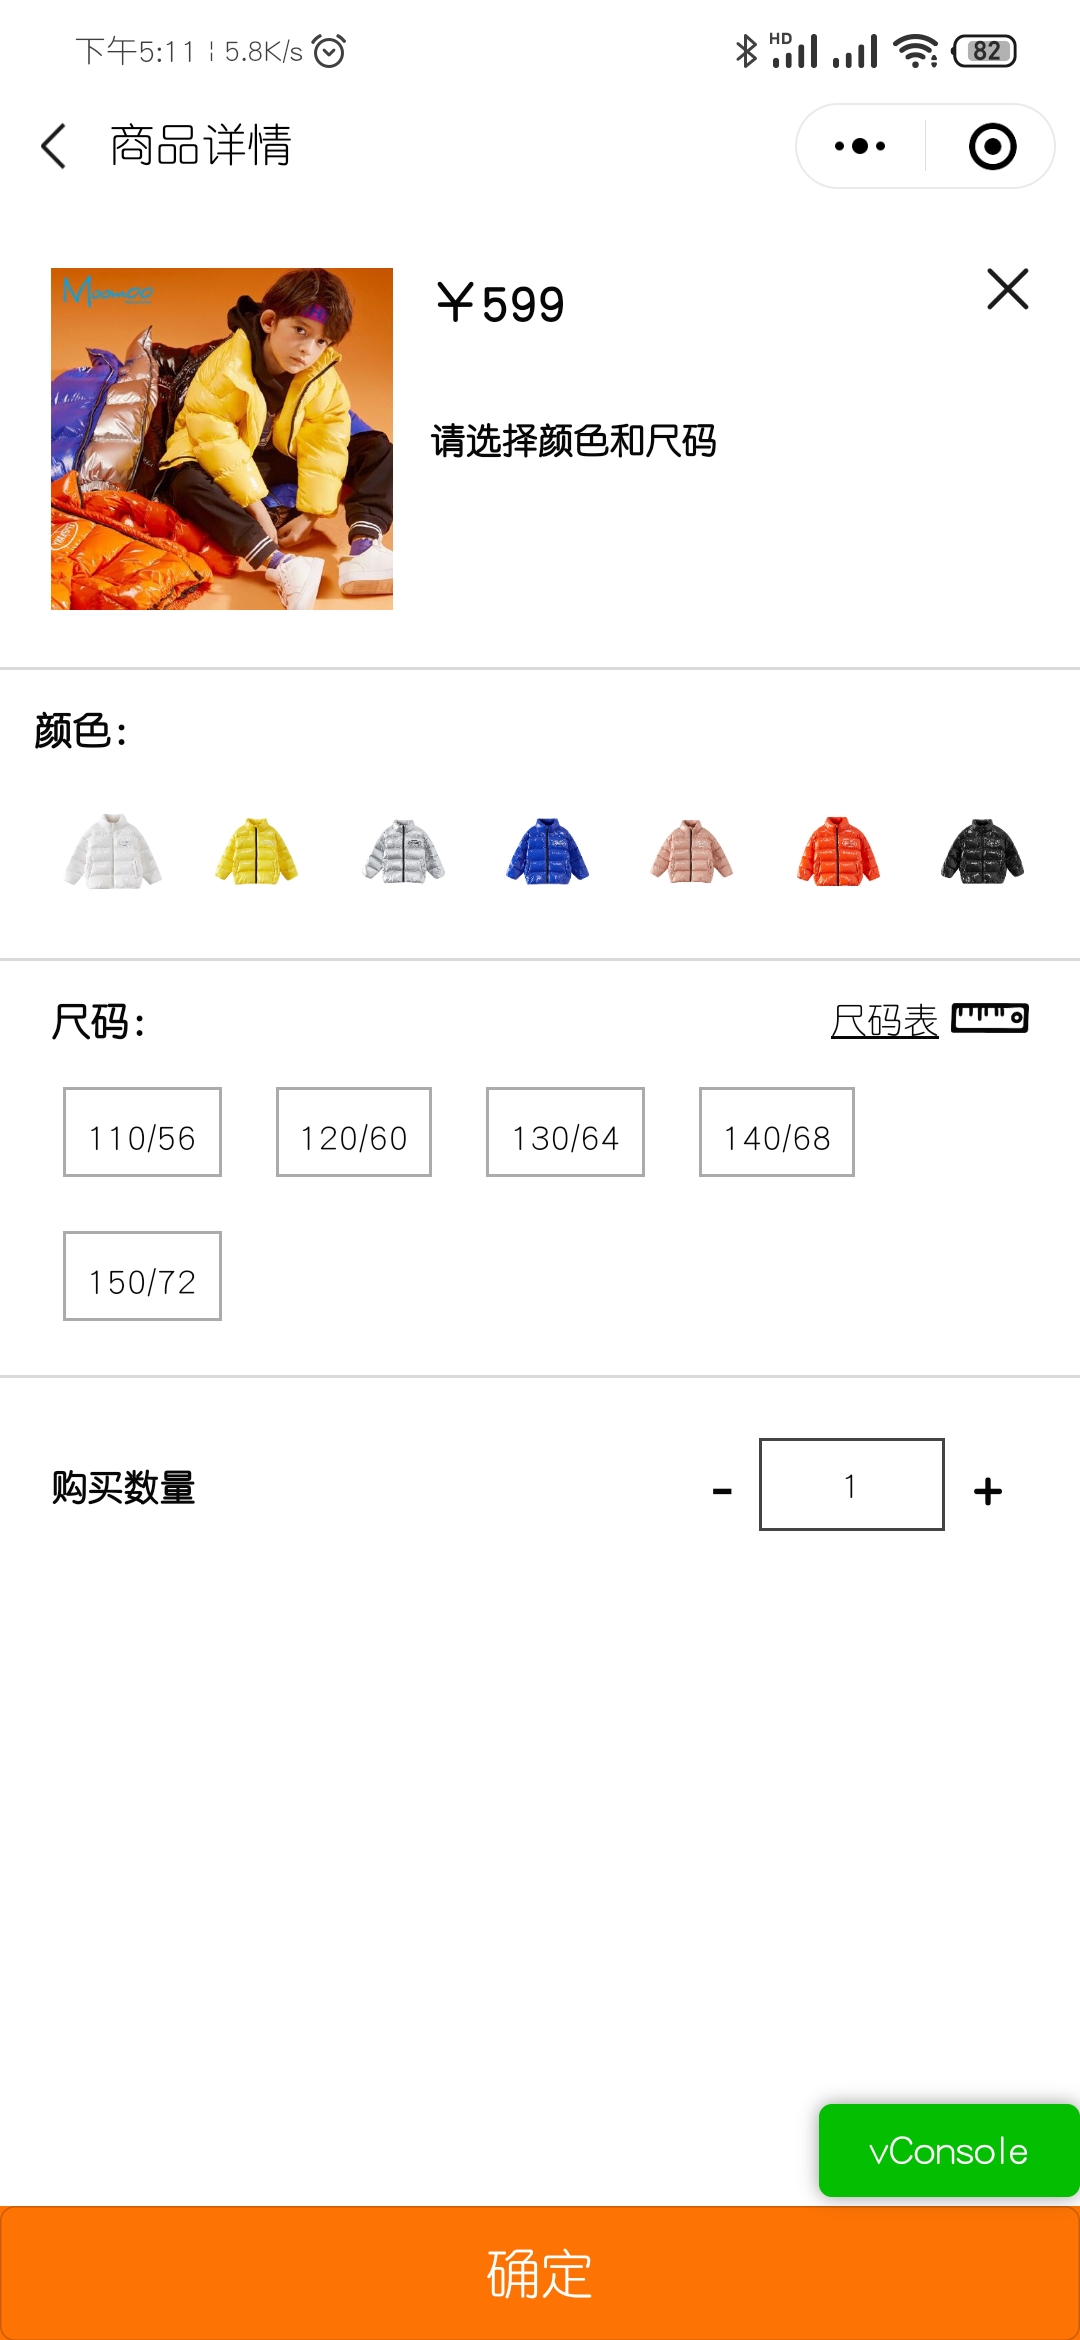 下午5:11 ¦ 5.8K/s
HD
82
商品详情
Moomoo
¥599
请选择颜色和尺码
颜色：
尺码：
尺码表
110/56
120/60
130/64
140/68
150/72
购买数量
-
1
+
vConsole
确定